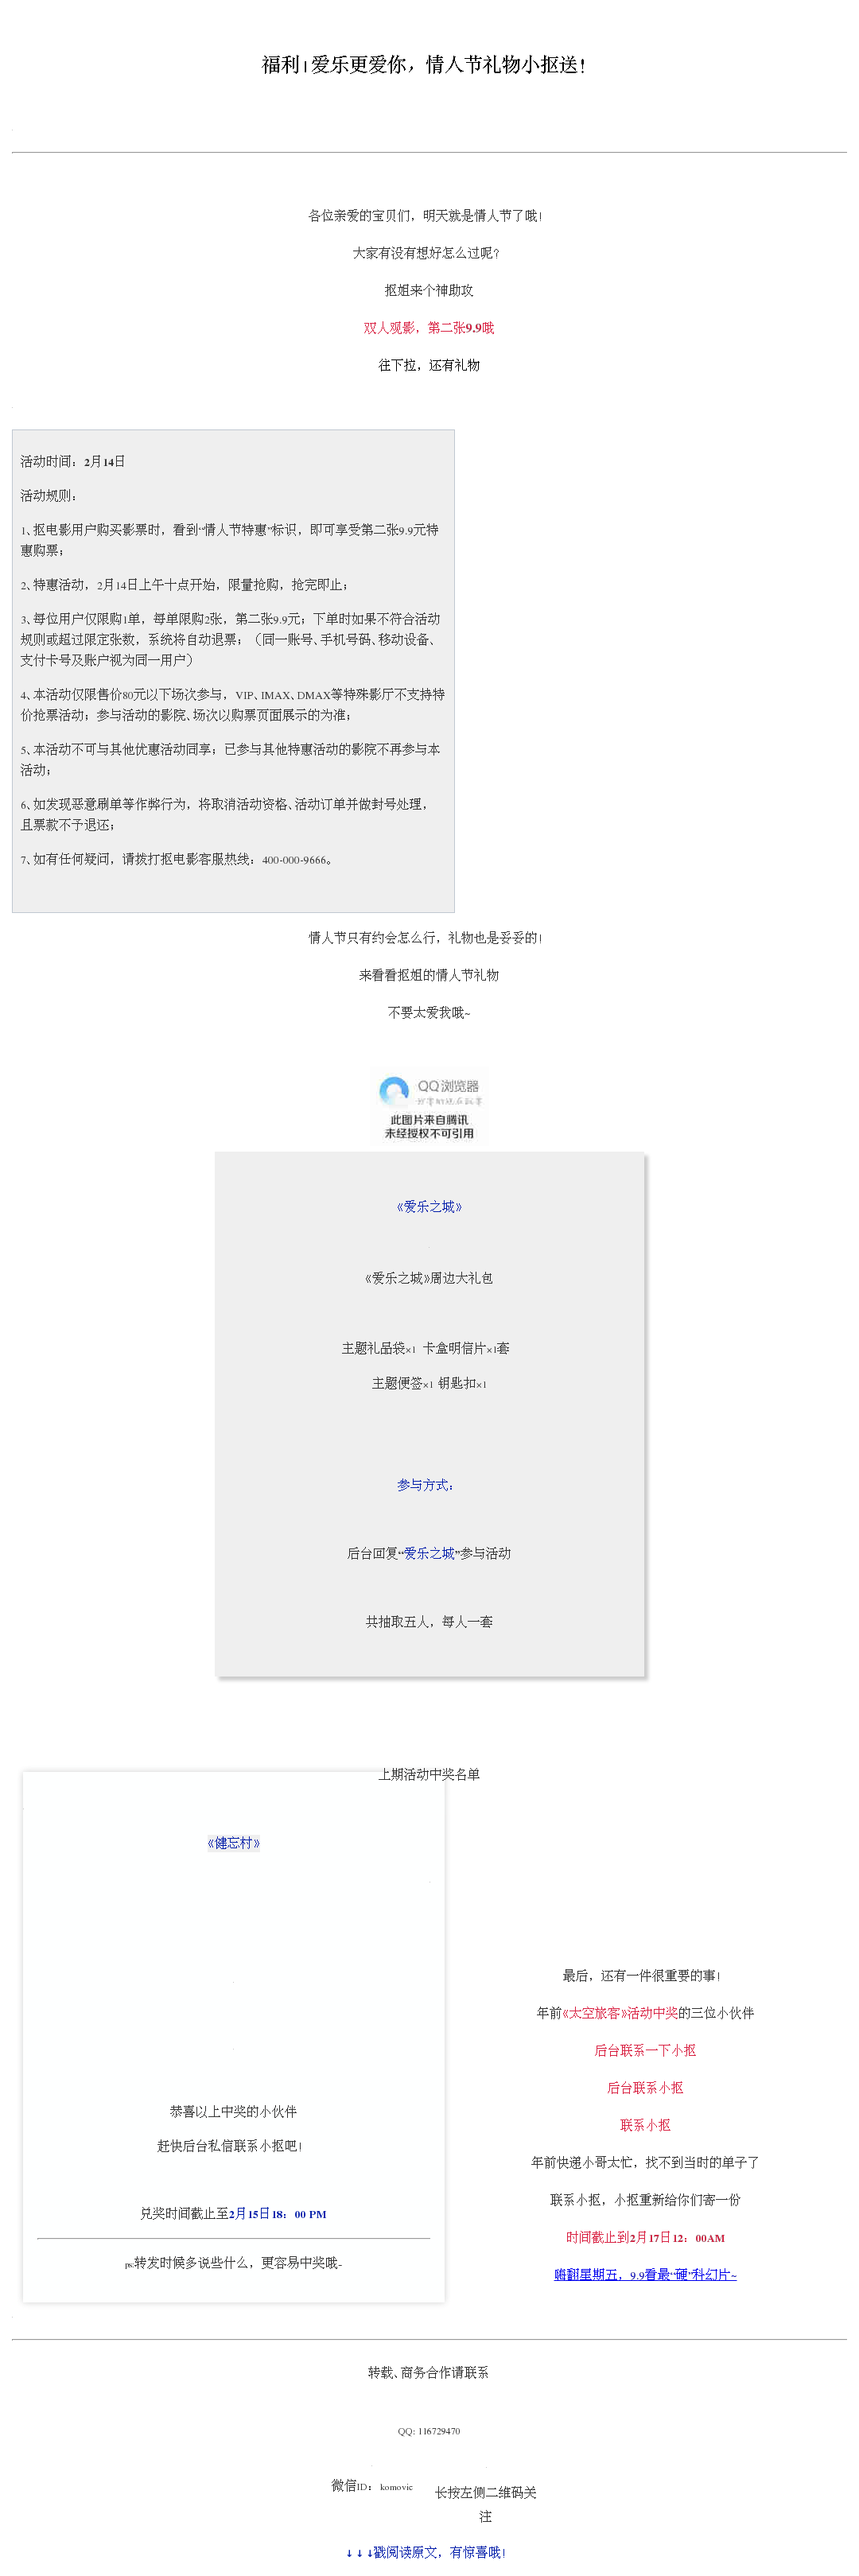 福利|爱乐更爱你，情人节礼物小抠送！
各位亲爱的宝贝们，明天就是情人节了哦！
大家有没有想好怎么过呢？
抠姐来个神助攻
双人观影，第二张9.9哦
往下拉，还有礼物
活动时间：2月14日
活动规则：
1、抠电影用户购买影票时，看到“情人节特惠”标识，即可享受第二张9.9元特
惠购票；
2、特惠活动，2月14日上午十点开始，限量抢购，抢完即止；
3、每位用户仅限购1单，每单限购2张，第二张9.9元；下单时如果不符合活动
规则或超过限定张数，系统将自动退票；（同一账号、手机号码、移动设备、
支付卡号及账户视为同一用户）
4、本活动仅限售价80元以下场次参与，VIP、IMAX、DMAX等特殊影厅不支持特
价抢票活动；参与活动的影院、场次以购票页面展示的为准；
5、本活动不可与其他优惠活动同享；已参与其他特惠活动的影院不再参与本
活动；
6、如发现恶意刷单等作弊行为，将取消活动资格、活动订单并做封号处理，
且票款不予退还；
7、如有任何疑问，请拨打抠电影客服热线：400-000-9666。
情人节只有约会怎么行，礼物也是妥妥的！
来看看抠姐的情人节礼物
不要太爱我哦~
QQ浏览器
此图片来自腾讯
未经授权不可引用
《爱乐之城》
《爱乐之城》周边大礼包
主题礼品袋×1 卡盒明信片×1套
主题便签×1 钥匙扣×1
参与方式：
后台回复“爱乐之城”参与活动
共抽取五人，每人一套
上期活动中奖名单
《健忘村》
恭喜以上中奖的小伙伴
赶快后台私信联系小抠吧！
兑奖时间截止至2月15日18：00 PM
ps:转发时候多说些什么，更容易中奖哦~
最后，还有一件很重要的事！
年前《太空旅客》活动中奖的三位小伙伴
后台联系一下小抠
后台联系小抠
联系小抠
年前快递小哥太忙，找不到当时的单子了
联系小抠，小抠重新给你们寄一份
时间截止到2月17日12：00AM
嗨翻星期五，9.9看最“硬”科幻片~
转载、商务合作请联系
QQ: 116729470
微信ID： komovie
长按左侧二维码关
注
↓ ↓ ↓戳阅读原文，有惊喜哦！